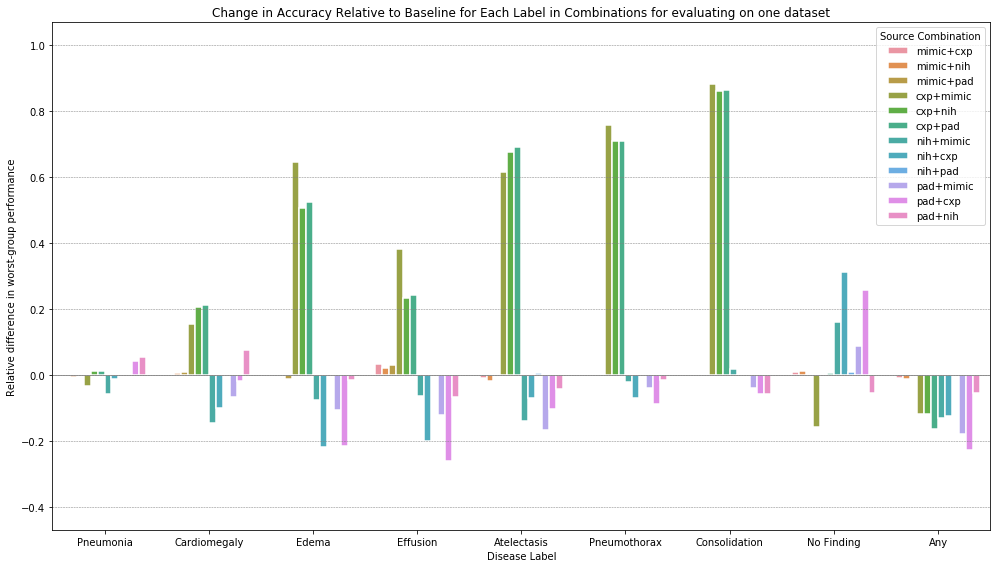 Change in Accuracy Relative to Baseline for Each Label in Combinations for evaluating on one dataset
Source Combination
mimic+cxp
mimic+nih
mimic+pad
cxp+mimic
cxp+nih
cxp+pad
nih+mimic
nih+cxp
nih+pad
pad+mimic
pad+cxp
pad+nih
Relative difference in worst-group performance
1.0
0.8
0.6
0.4
0.2
0.0
−0.2
−0.4
Pneumonia Cardiomegaly Edema Effusion Atelectasis Pneumothorax Consolidation No Finding Any
Disease Label